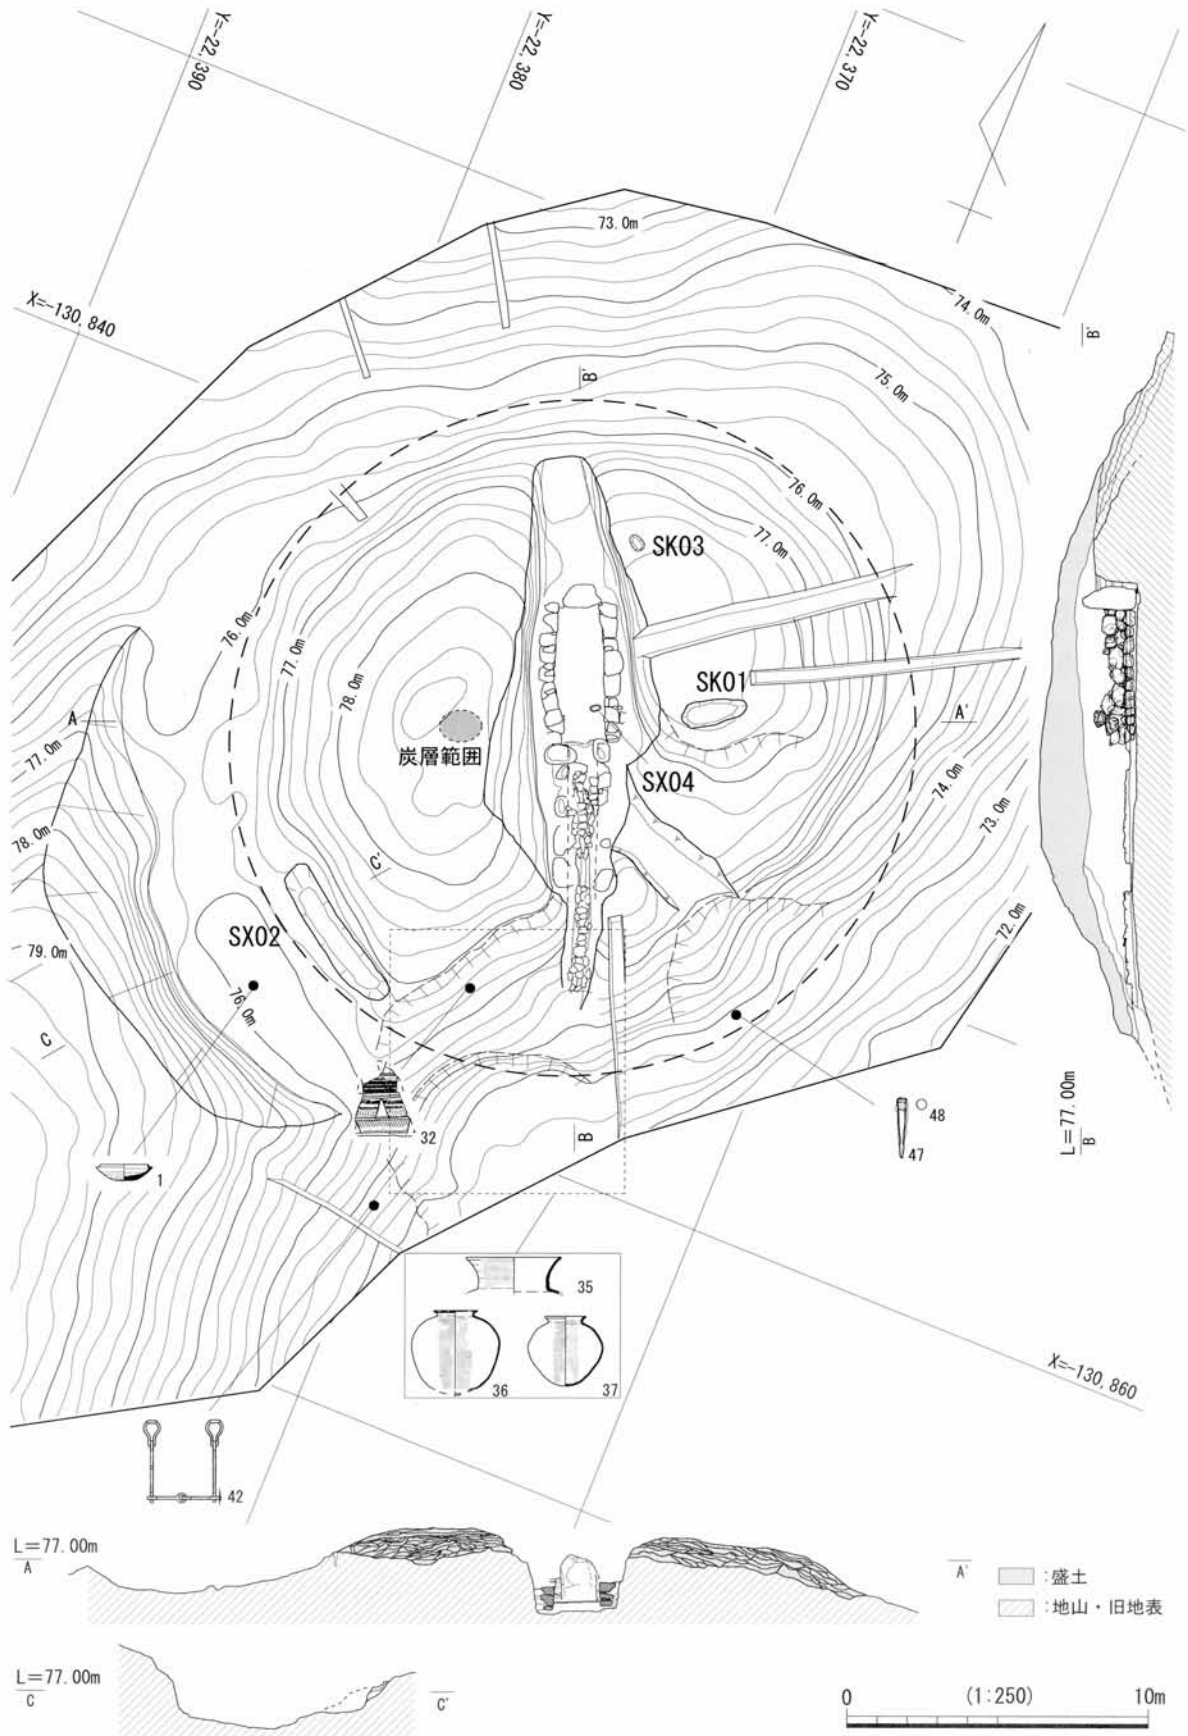 Y=-22,390
Y=-22,380
Y=-22,370
73.0m
X=-130,840
74.0m
B'
B'
75.0m
76.0m
SK03
77.0m
76.0m
77.0m
SK01
78.0m
A
A'
77.0m
炭層範囲
SX04
74.0m
73.0m
78.0m
C'
72.0m
SX02
79.0m
76.0m
C
48
47
32
B
L=77.00m
B
1
35
36
37
X=-130,860
42
L=77.00m
A
A'
:盛土
:地山・旧地表
L=77.00m
C
C'
0
(1:250)
10m